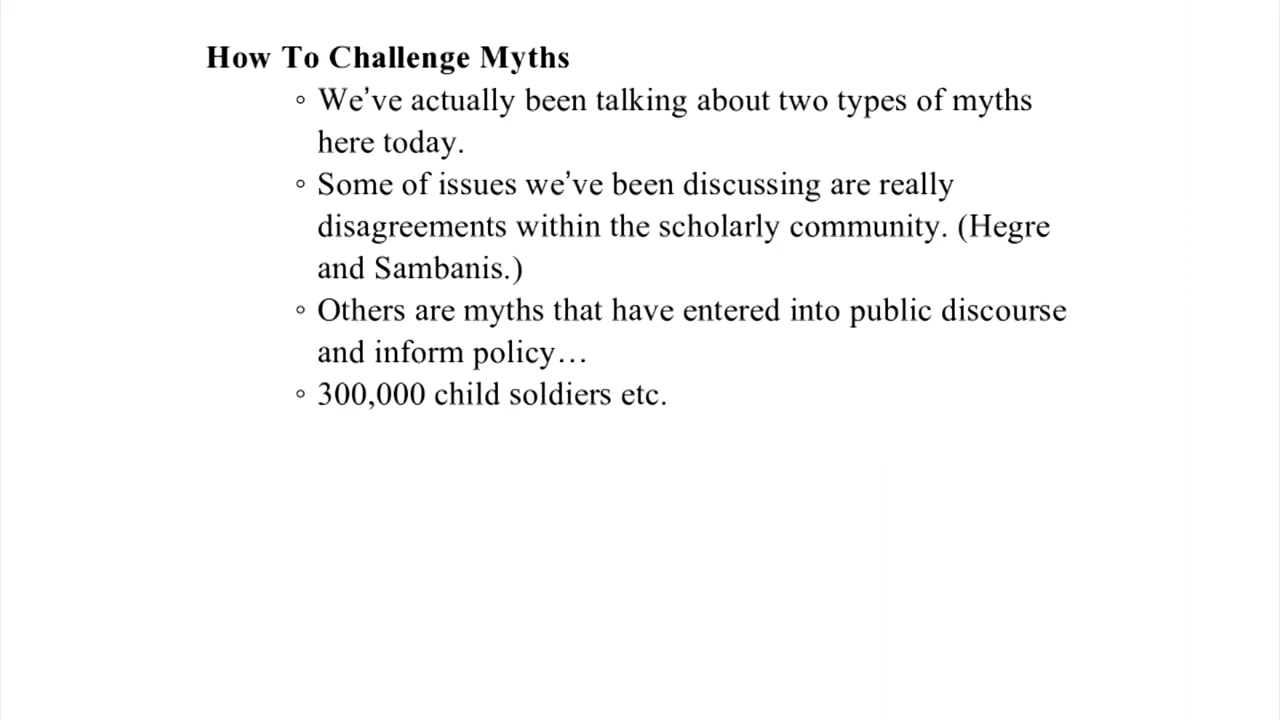 How To Challenge Myths
◦ We’ve actually been talking about two types of myths
here today.
◦ Some of issues we’ve been discussing are really
disagreements within the scholarly community. (Hegre
and Sambanis.)
◦ Others are myths that have entered into public discourse
and inform policy…
◦ 300,000 child soldiers etc.